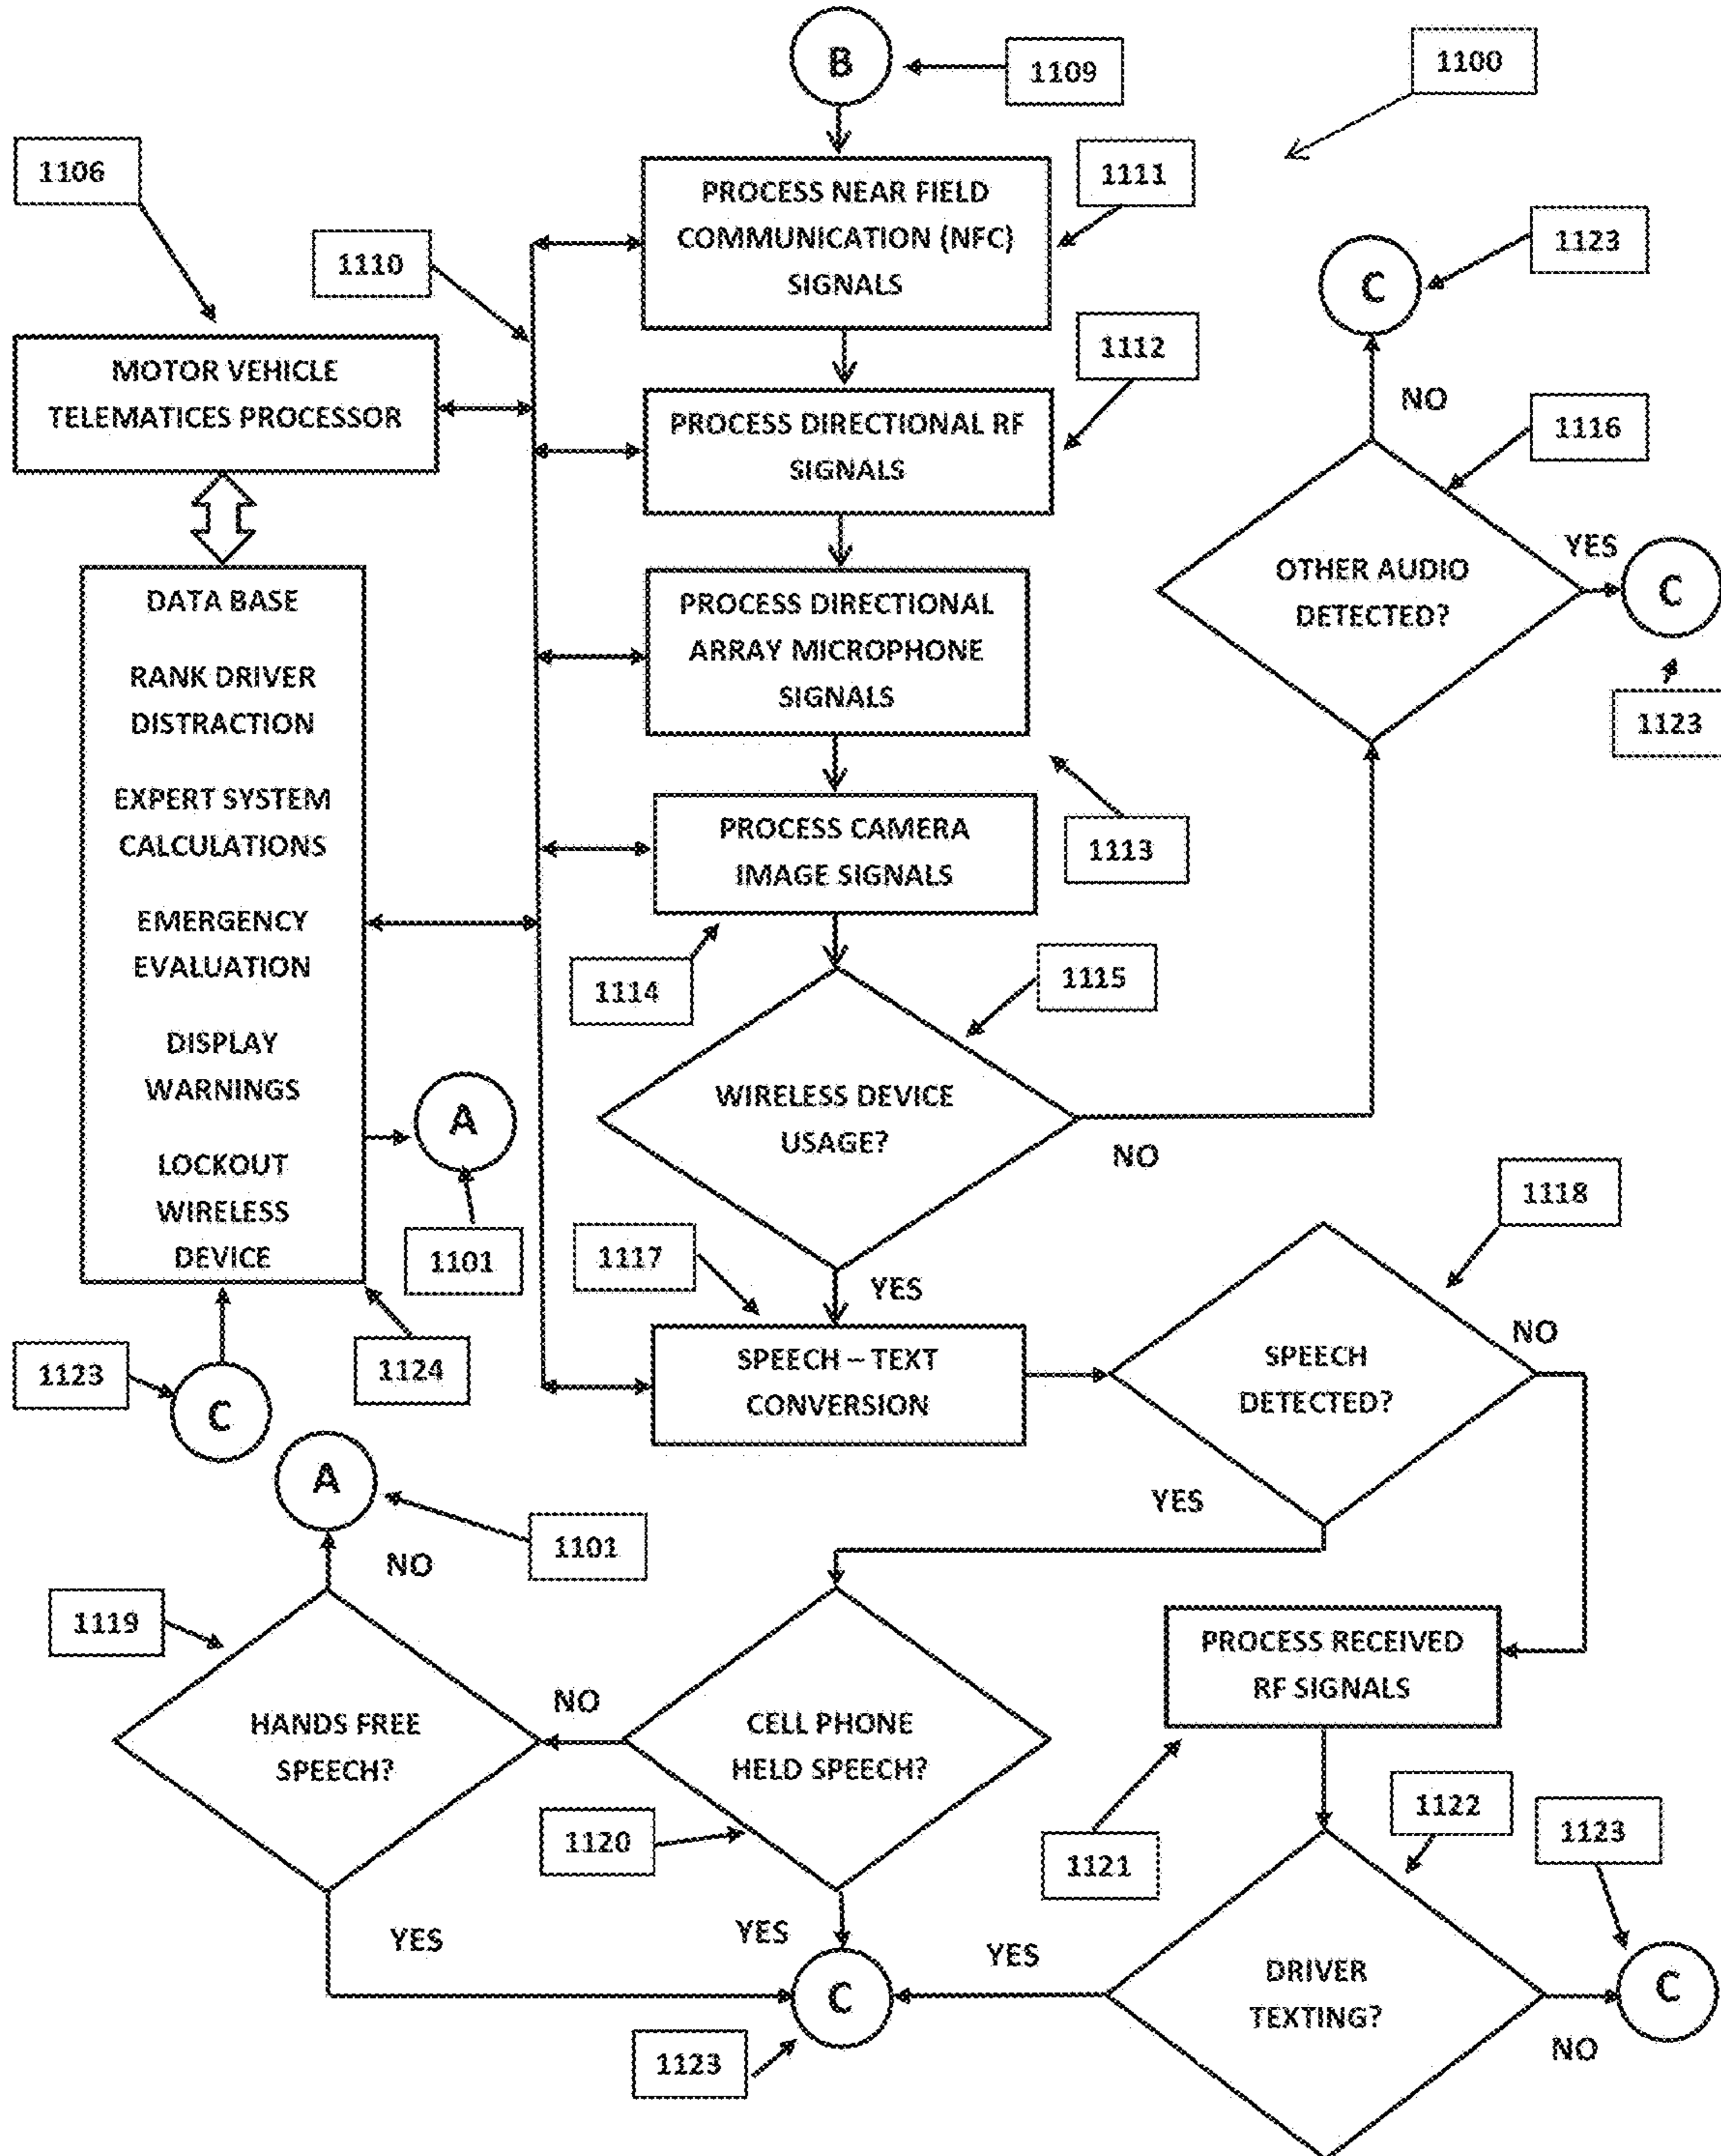 B
1109
1100
1106
1110
PROCESS NEAR FIELD
COMMUNICATION (NFC)
SIGNALS
1111
C
1123
MOTOR VEHICLE
TELEMATICES PROCESSOR
PROCESS DIRECTIONAL RF
SIGNALS
1112
NO
1116
DATA BASE
RANK DRIVER
DISTRACTION
EXPERT SYSTEM
CALCULATIONS
EMERGENCY
EVALUATION
DISPLAY
WARNINGS
LOCKOUT
WIRELESS
DEVICE
PROCESS DIRECTIONAL
ARRAY MICROPHONE
SIGNALS
OTHER AUDIO
DETECTED?
YES
C
1123
PROCESS CAMERA
IMAGE SIGNALS
1113
1114
1115
WIRELESS DEVICE
USAGE?
NO
A
1101
1117
YES
1118
1123
C
1124
SPEECH – TEXT
CONVERSION
SPEECH
DETECTED?
NO
YES
A
1101
NO
1119
HANDS FREE
SPEECH?
NO
CELL PHONE
HELD SPEECH?
1120
PROCESS RECEIVED
RF SIGNALS
1121
1122
1123
YES
YES
C
1123
YES
DRIVER
TEXTING?
C
NO